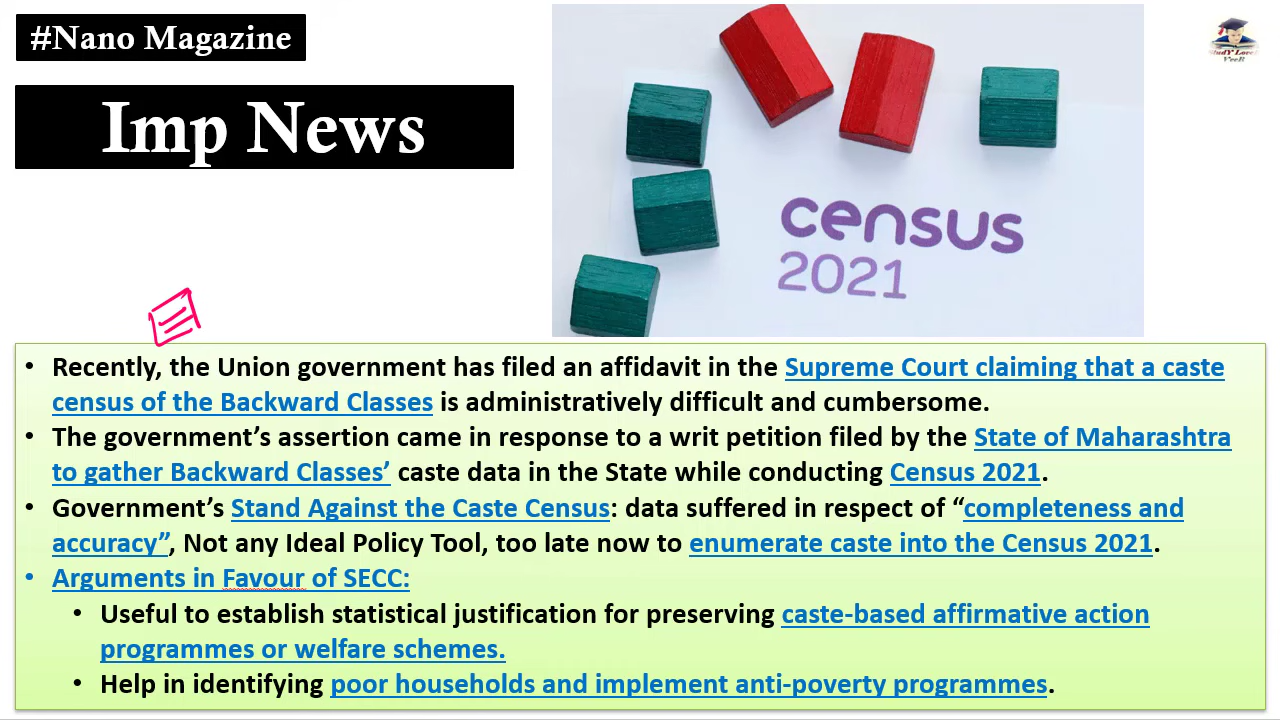 #Nano Magazine
Imp News
census
2021
• Recently, the Union government has filed an affidavit in the Supreme Court claiming that a caste
census of the Backward Classes is administratively difficult and cumbersome.
• The government’s assertion came in response to a writ petition filed by the State of Maharashtra
to gather Backward Classes’ caste data in the State while conducting Census 2021.
• Government’s Stand Against the Caste Census: data suffered in respect of “completeness and
accuracy”, Not any Ideal Policy Tool, too late now to enumerate caste into the Census 2021.
• Arguments in Favour of SECC:
• Useful to establish statistical justification for preserving caste-based affirmative action
programmes or welfare schemes.
• Help in identifying poor households and implement anti-poverty programmes.